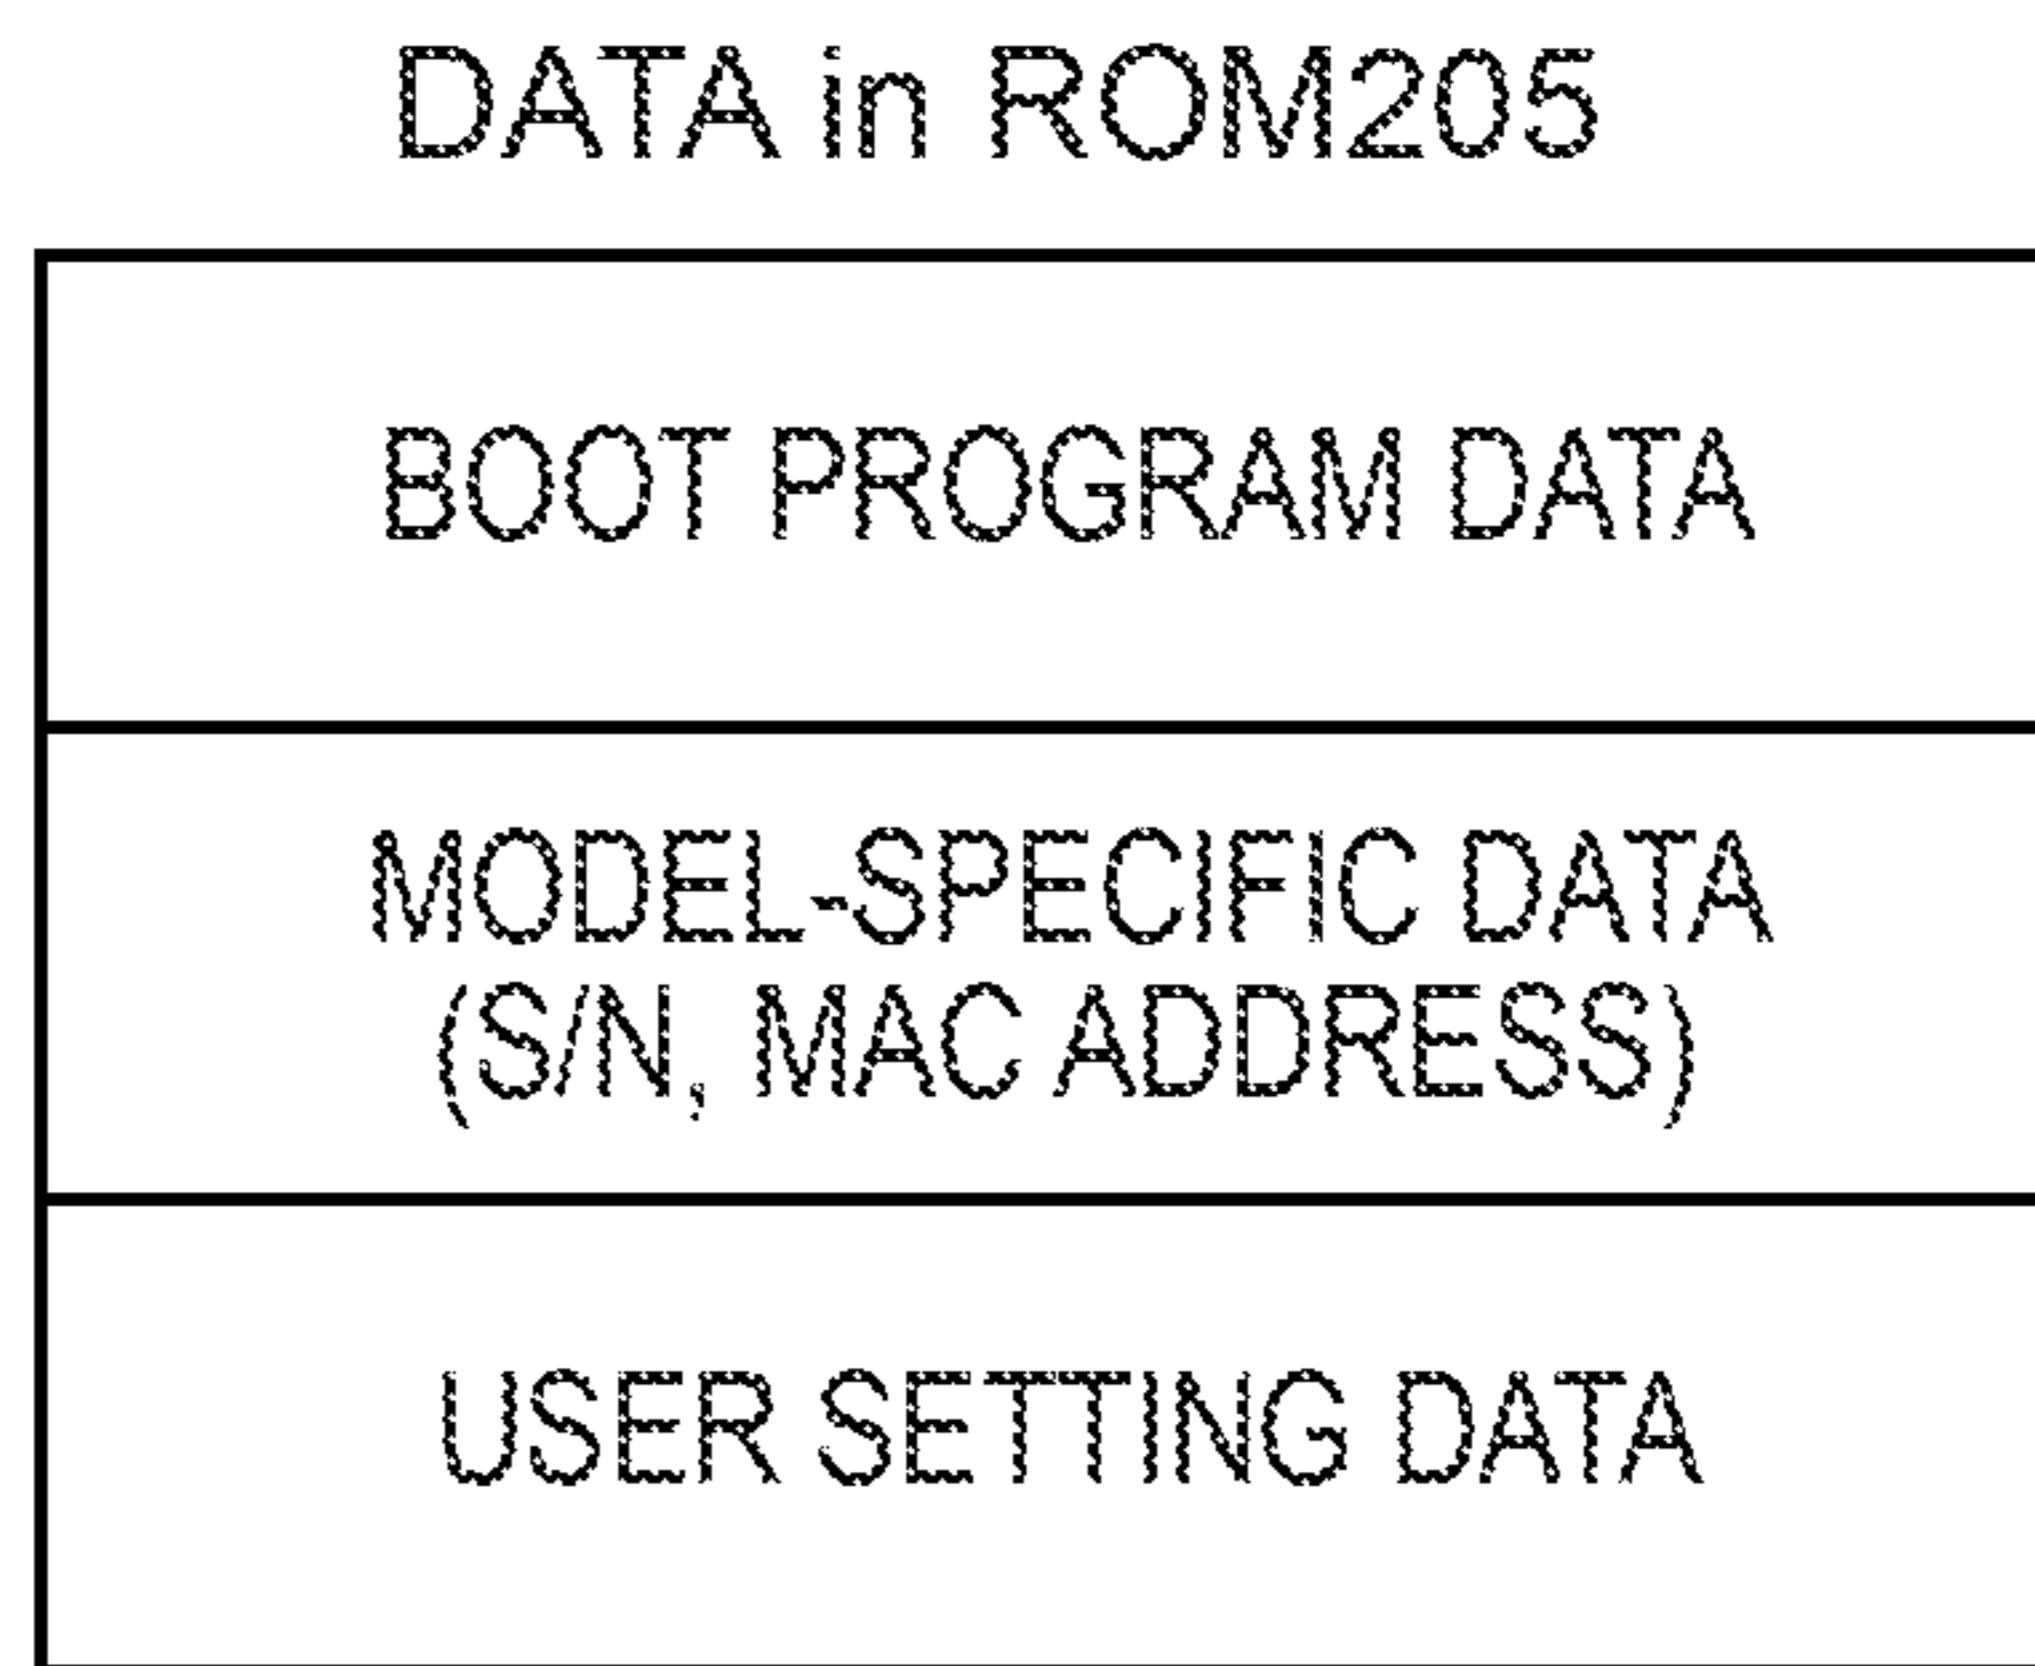 DATA in ROM205
BOOT PROGRAM DATA
MODEL-SPECIFIC DATA
(S/N, MAC ADDRESS)
USER SETTING DATA